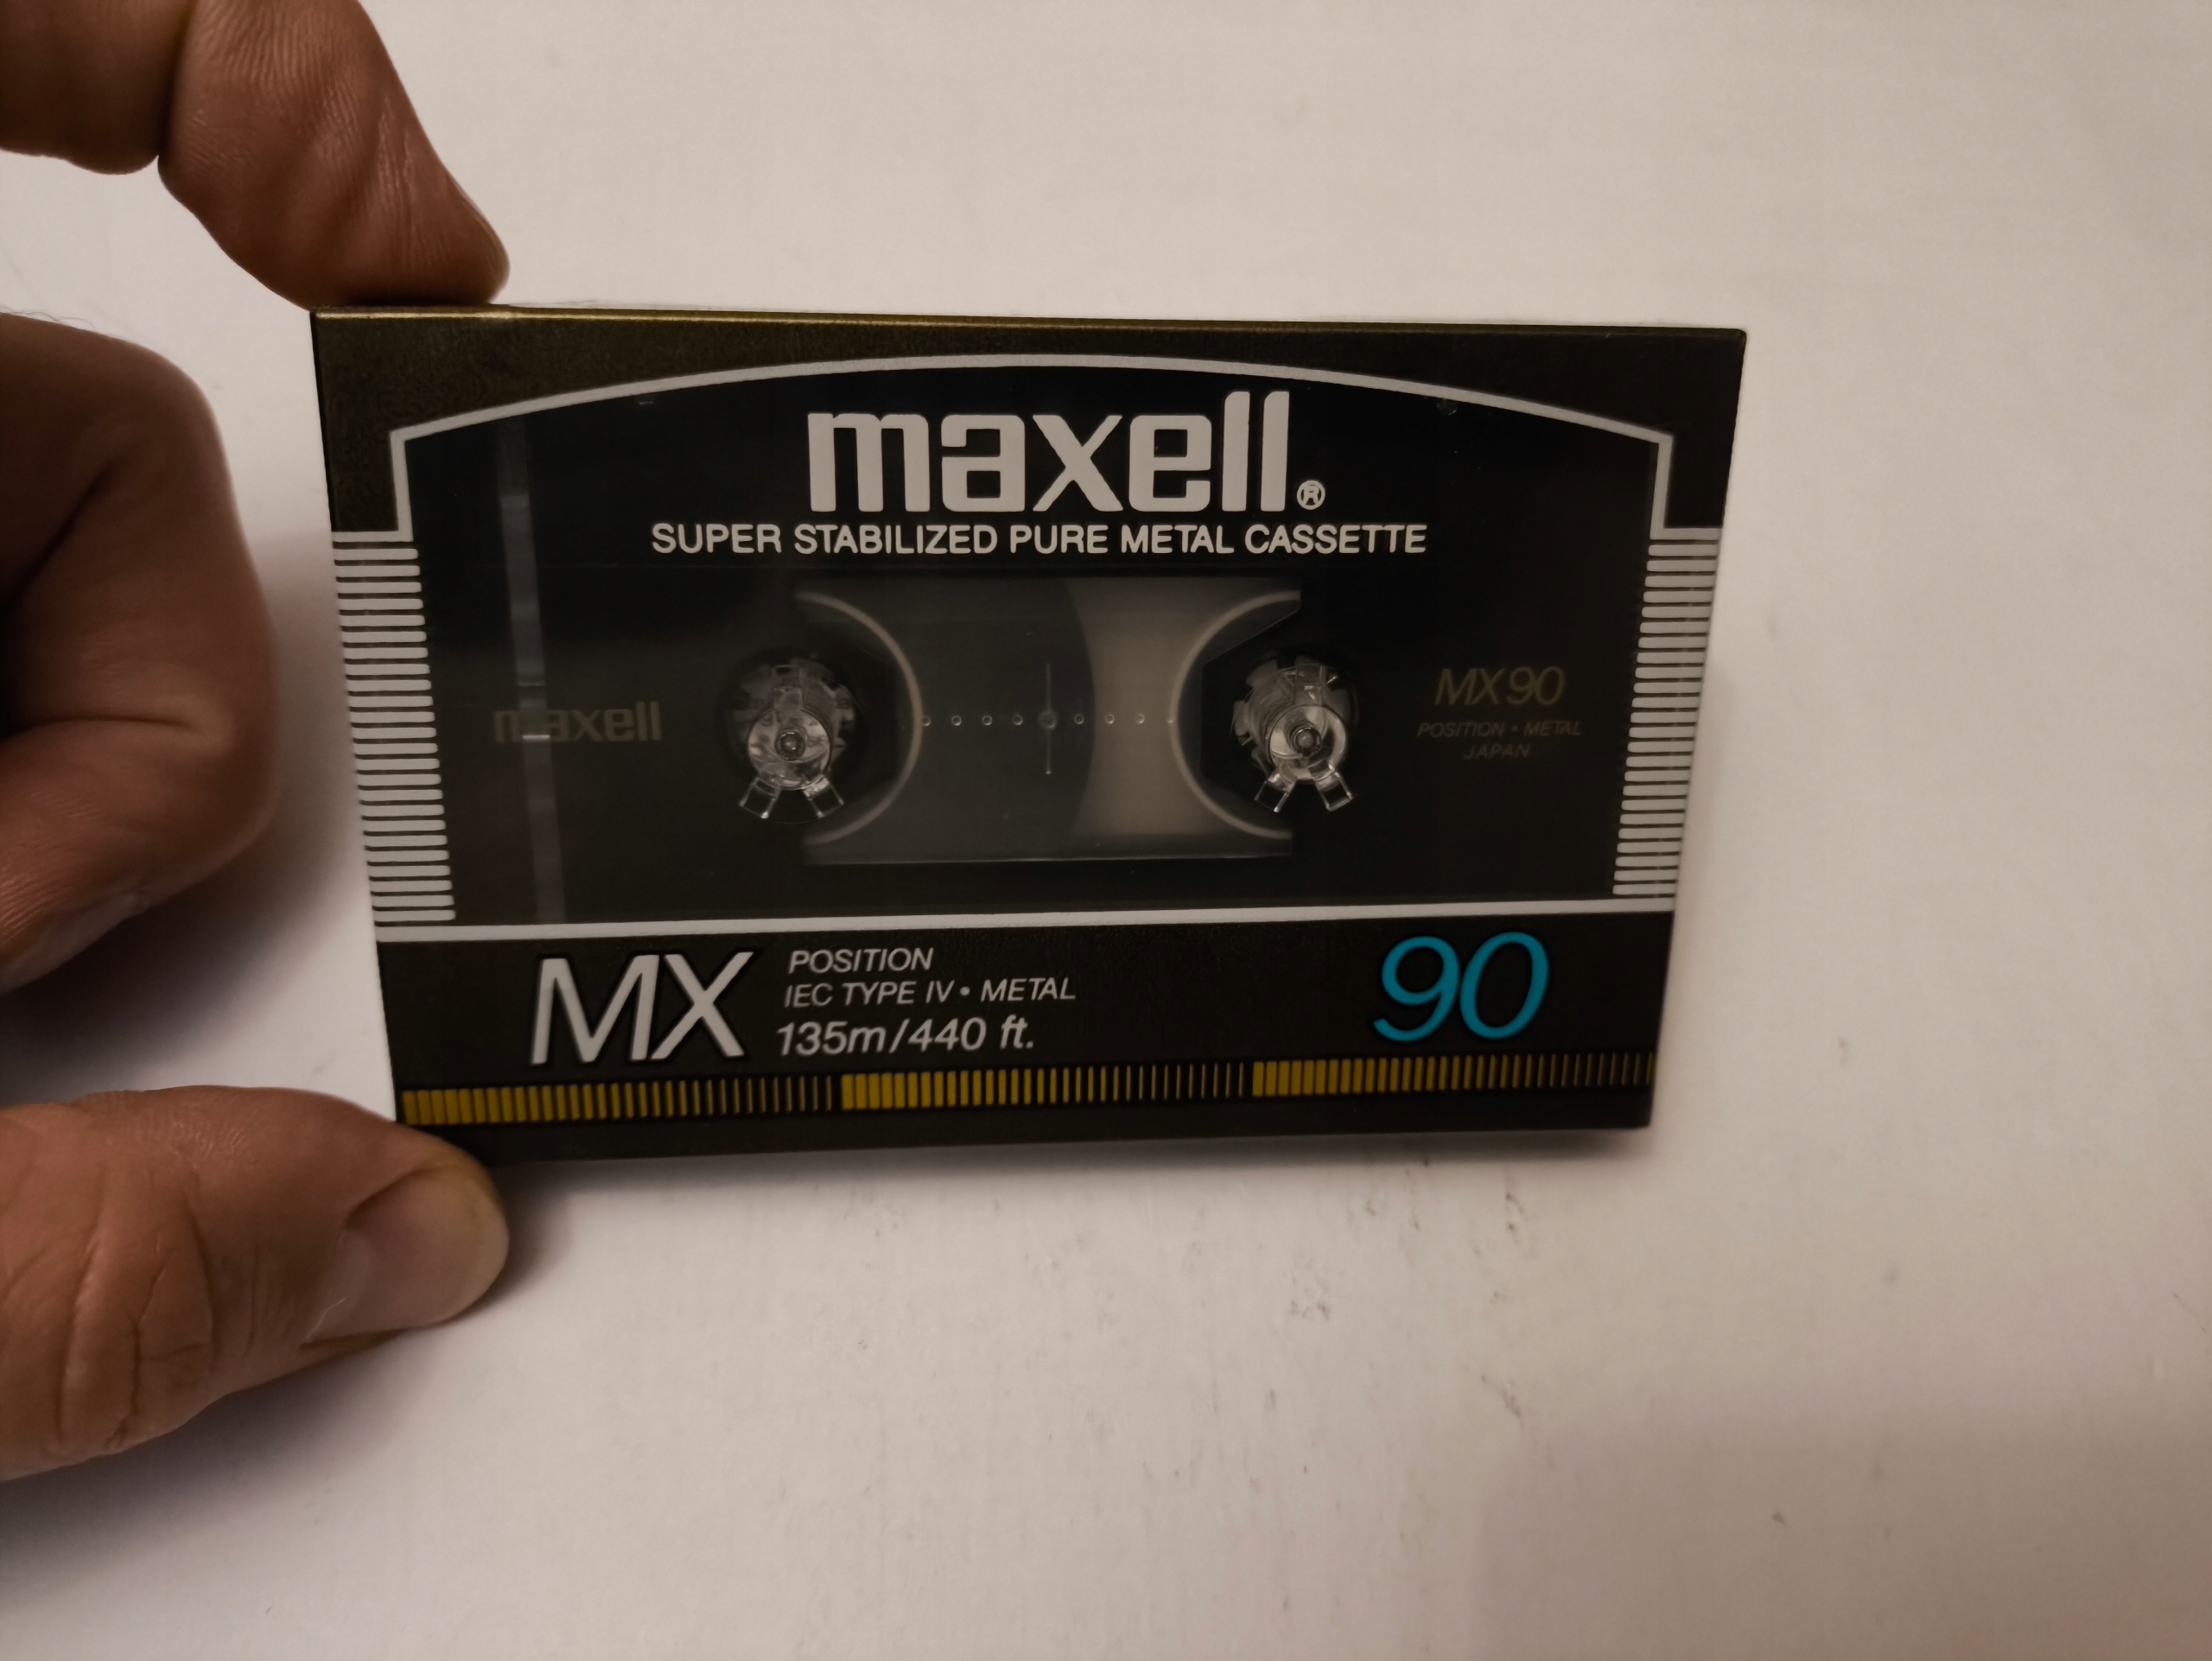 maxell®
SUPER STABILIZED PURE METAL CASSETTE
maxell
MX90
POSITION • METAL
JAPAN
MX
POSITION
IEC TYPE IV • METAL
135m/440 ft.
90